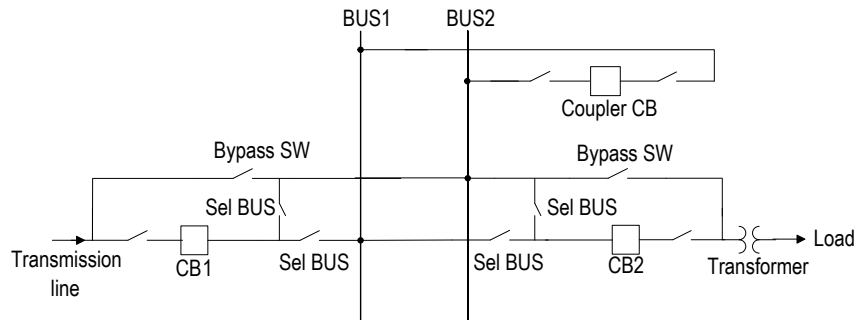 BUS1
BUS2
Coupler CB
Bypass SW
Bypass SW
Sel BUS
Sel BUS
Transmission
line
CB1
Sel BUS
Sel BUS
CB2
Transformer
Load